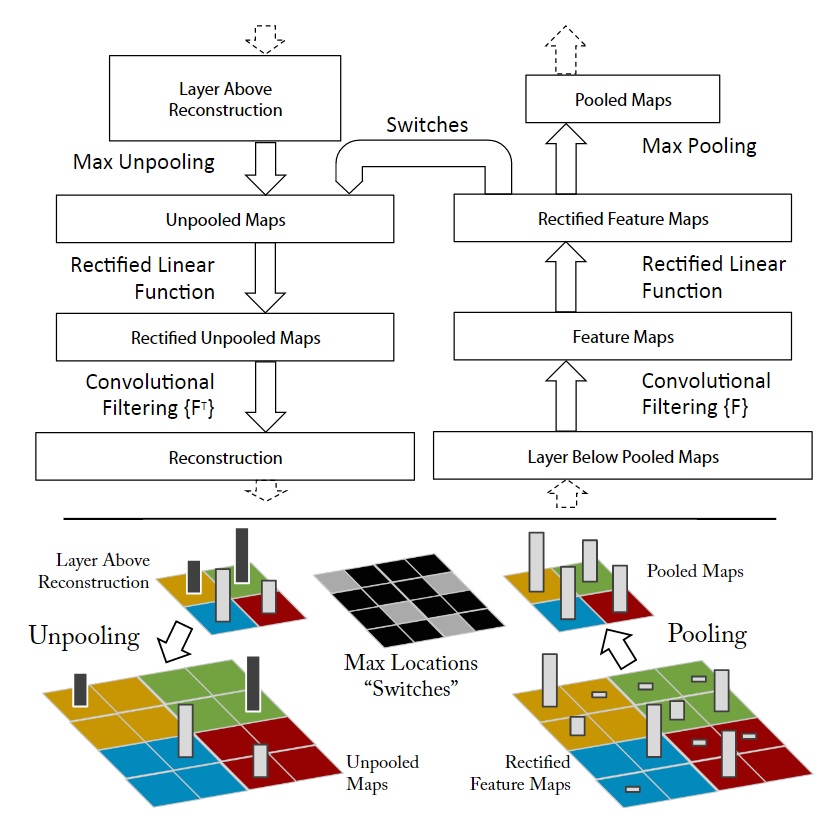 Layer Above
Reconstruction
Pooled Maps
Switches
Max Unpooling
Max Pooling
Unpooled Maps
Rectified Feature Maps
Rectified Linear
Function
Rectified Linear
Function
Rectified Unpooled Maps
Feature Maps
Convolutional
Filtering {Fᵀ}
Convolutional
Filtering {F}
Reconstruction
Layer Below Pooled Maps
Layer Above
Reconstruction
Pooled Maps
Unpooling
Pooling
Max Locations
“Switches”
Unpooled
Maps
Rectified
Feature Maps